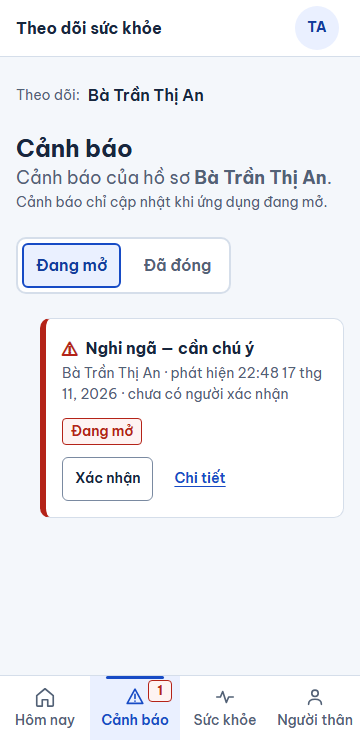 Theo dõi sức khỏe
TA
Theo dõi: Bà Trần Thị An
Cảnh báo
Cảnh báo của hồ sơ Bà Trần Thị An.
Cảnh báo chỉ cập nhật khi ứng dụng đang mở.
Đang mở
Đã đóng
Nghi ngã — cần chú ý
Bà Trần Thị An · phát hiện 22:48 17 thg
11, 2026 · chưa có người xác nhận
Đang mở
Xác nhận
Chi tiết
1
Hôm nay
Cảnh báo
Sức khỏe
Người thân